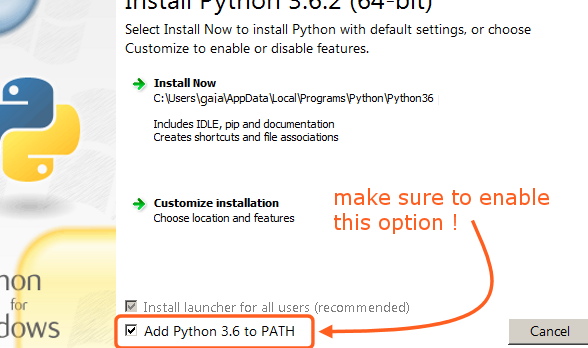 Install Python 3.6.2 (64-bit)
Select Install Now to install Python with default settings, or choose
Customize to enable or disable features.
Install Now
C:\Users\gaia\AppData\Local\Programs\Python\Python36
Includes IDLE, pip and documentation
Creates shortcuts and file associations
Customize installation
Choose location and features
make sure to enable
this option !
hon
for
dows
Install launcher for all users (recommended)
Add Python 3.6 to PATH
Cancel